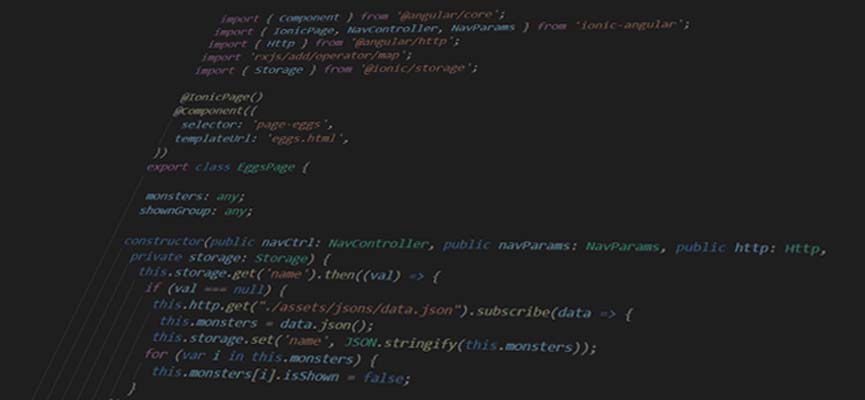 import { Component } from '@angular/core';
import { IonicPage, NavController, NavParams } from 'ionic-angular';
import { Http } from '@angular/http';
import 'rxjs/add/operator/map';
import { Storage } from '@ionic/storage';
@IonicPage()
@Component({
selector: 'page-eggs',
templateUrl: 'eggs.html',
})
export class EggsPage {
monsters: any;
shownGroup: any;
constructor(public navCtrl: NavController, public navParams: NavParams, public http: Http,
private storage: Storage) {
this.storage.get('name').then((val) => {
if (val === null) {
this.http.get("./assets/jsons/data.json").subscribe(data => {
this.monsters = data.json();
this.storage.set('name', JSON.stringify(this.monsters));
for (var i in this.monsters) {
this.monsters[i].isShown = false;
}